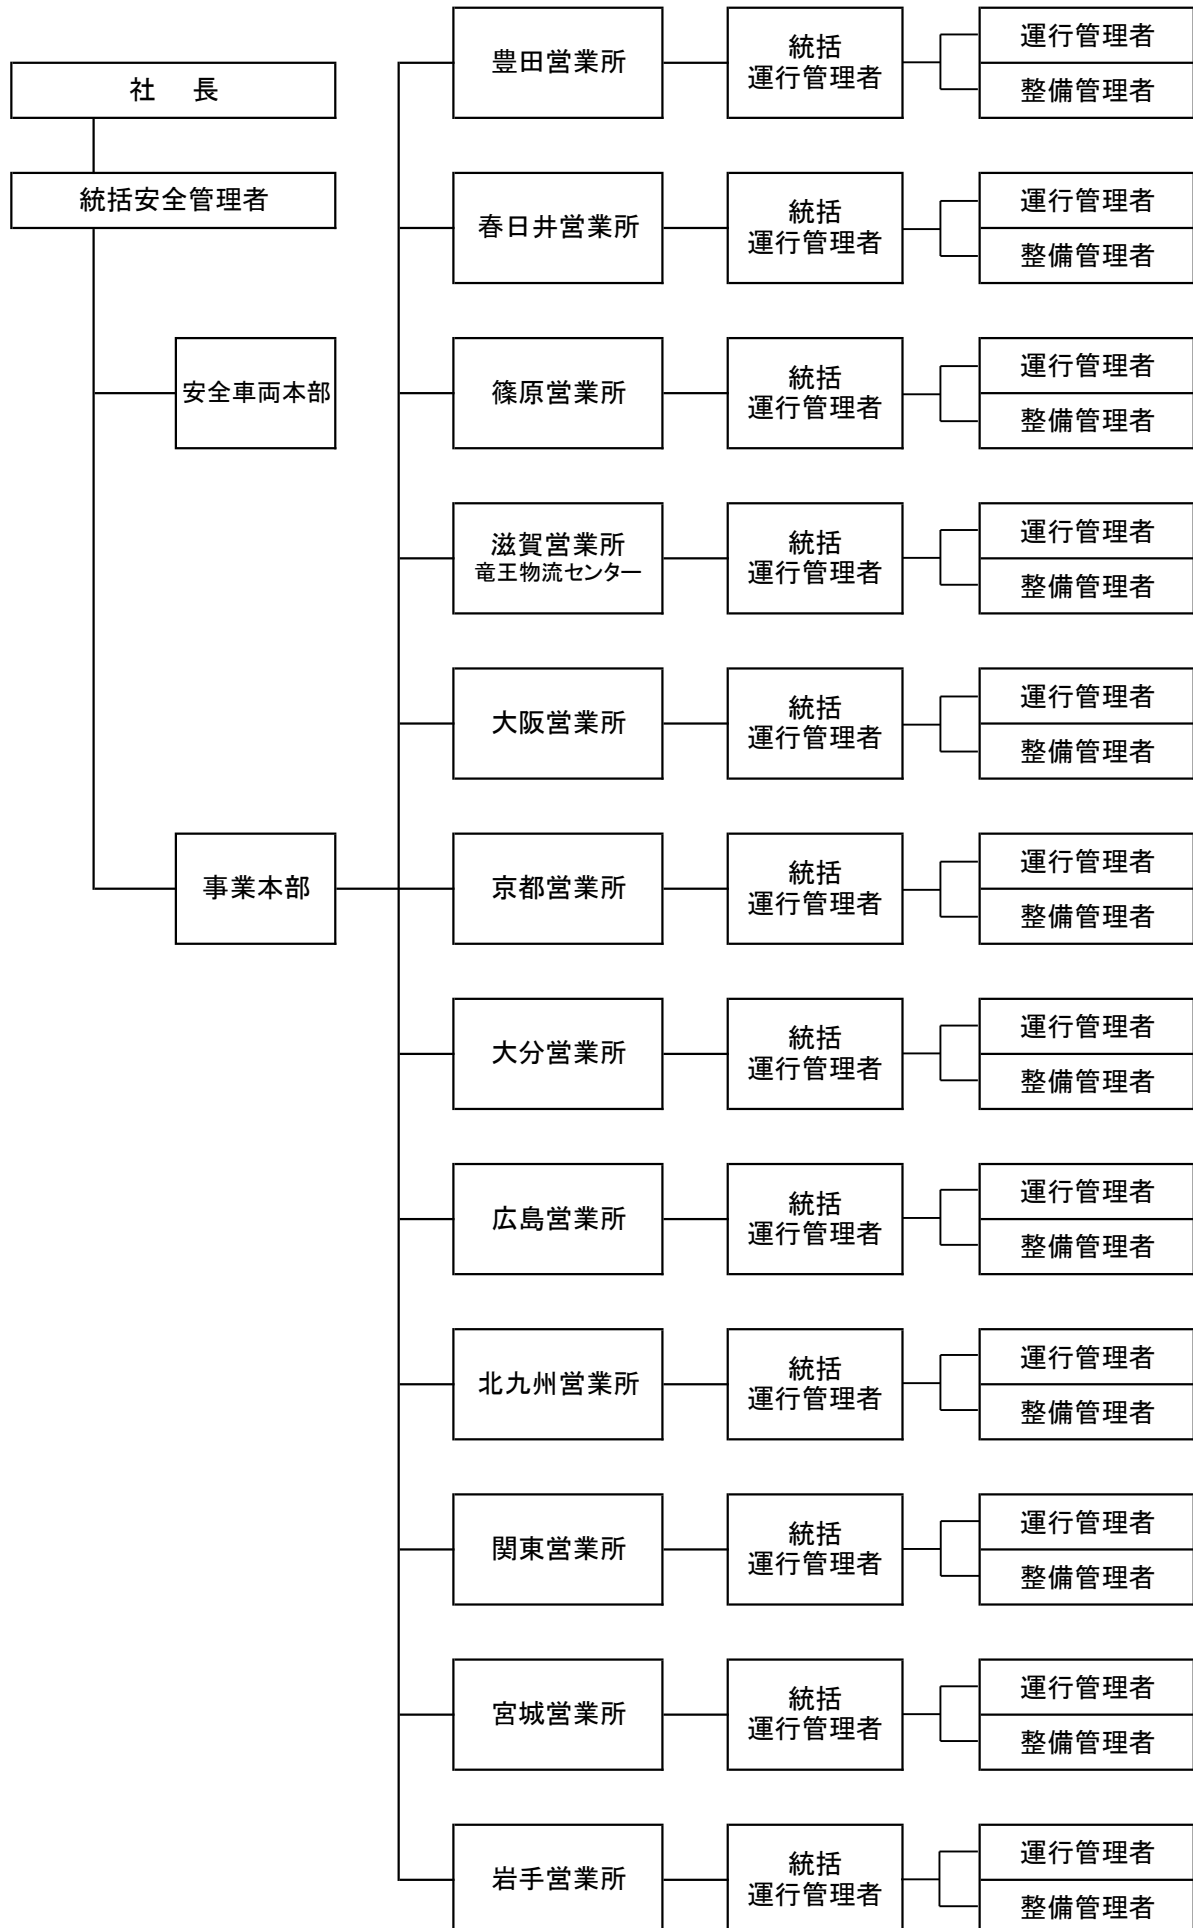 社　長
統括安全管理者
安全車両本部
事業本部
豊田営業所
統括
運行管理者
運行管理者
整備管理者
春日井営業所
統括
運行管理者
運行管理者
整備管理者
篠原営業所
統括
運行管理者
運行管理者
整備管理者
滋賀営業所
竜王物流センター
統括
運行管理者
運行管理者
整備管理者
大阪営業所
統括
運行管理者
運行管理者
整備管理者
京都営業所
統括
運行管理者
運行管理者
整備管理者
大分営業所
統括
運行管理者
運行管理者
整備管理者
広島営業所
統括
運行管理者
運行管理者
整備管理者
北九州営業所
統括
運行管理者
運行管理者
整備管理者
関東営業所
統括
運行管理者
運行管理者
整備管理者
宮城営業所
統括
運行管理者
運行管理者
整備管理者
岩手営業所
統括
運行管理者
運行管理者
整備管理者